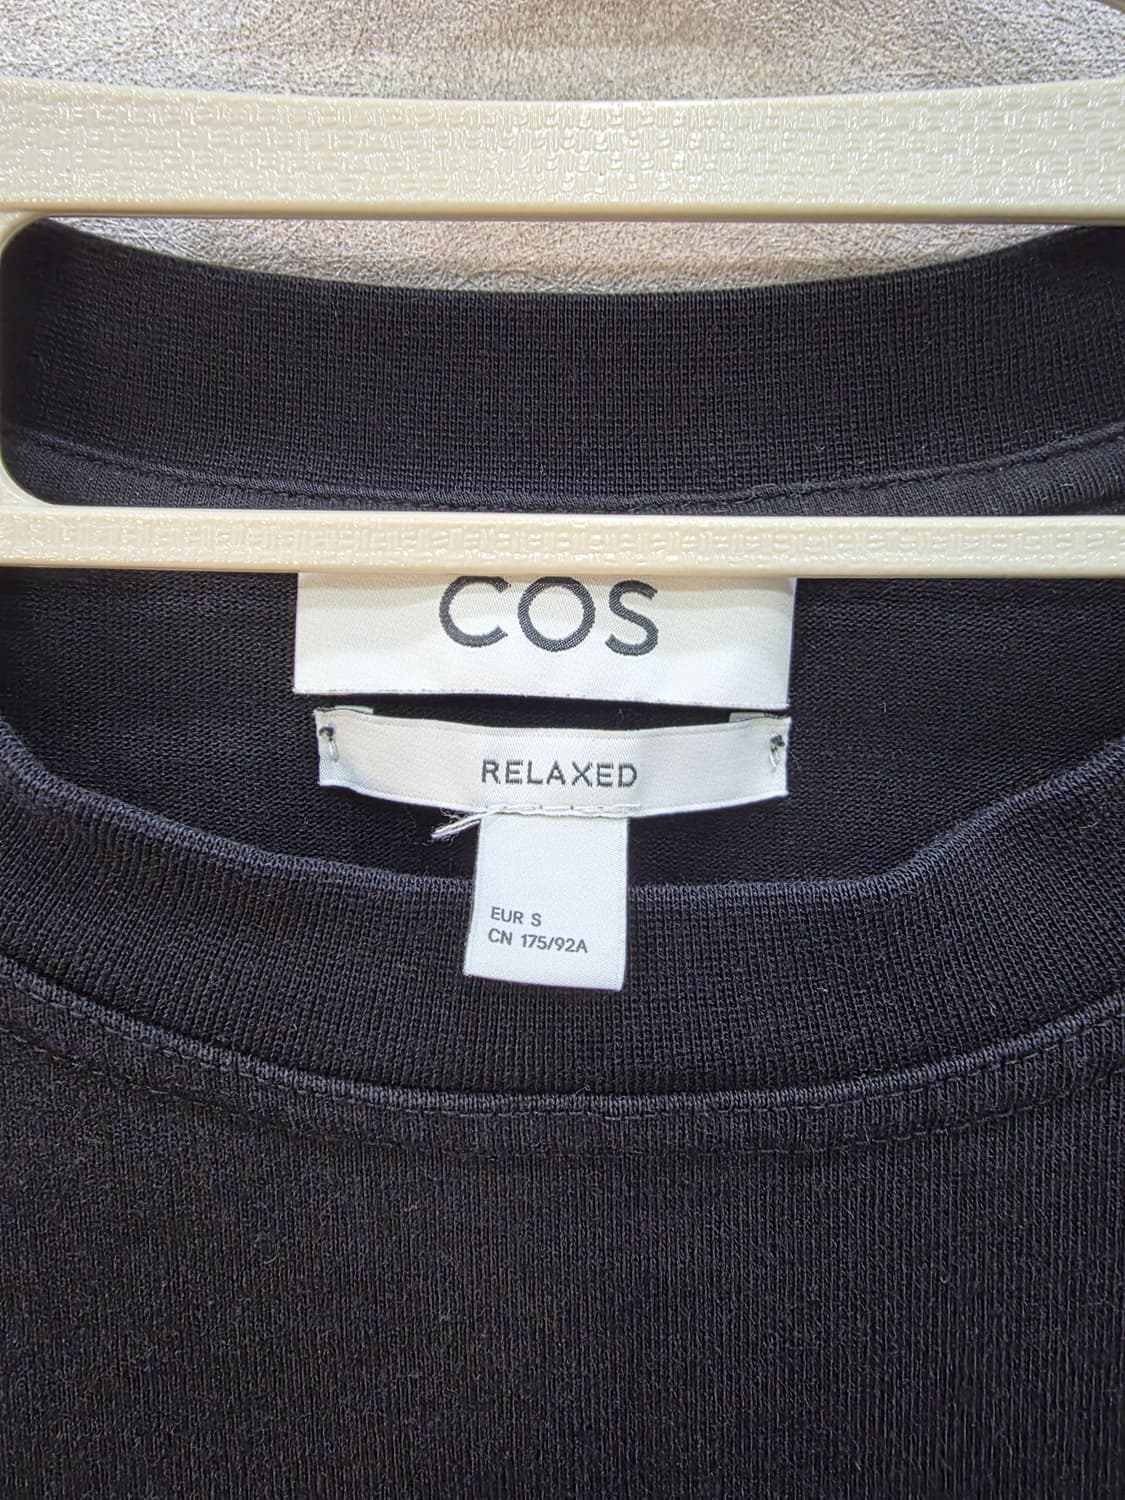 COS
RELAXED
EUR S
CN 175/92A